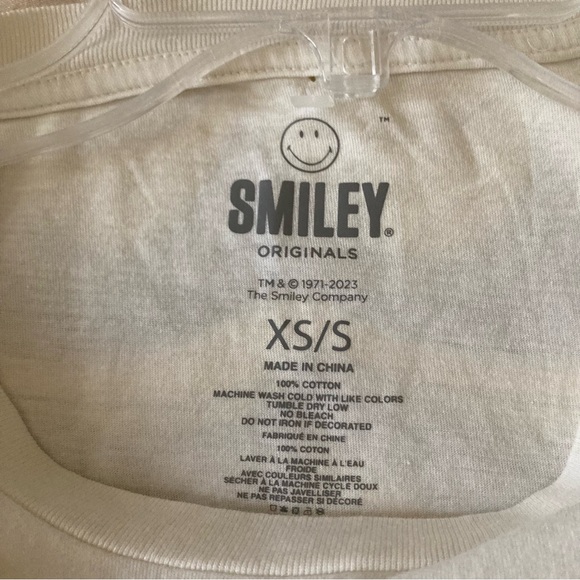 ™
SMILEY®
ORIGINALS
TM & © 1971-2023
The Smiley Company
XS/S
MADE IN CHINA
100% COTTON
MACHINE WASH COLD WITH LIKE COLORS
TUMBLE DRY LOW
NO BLEACH
DO NOT IRON IF DECORATED
FABRIQUÉ EN CHINE
100% COTON
LAVER À LA MACHINE À L'EAU
FROIDE
AVEC COULEURS SIMILAIRES
SÉCHER À LA MACHINE CYCLE DOUX
NE PAS JAVELLISER
NE PAS REPASSER SI DÉCORÉ